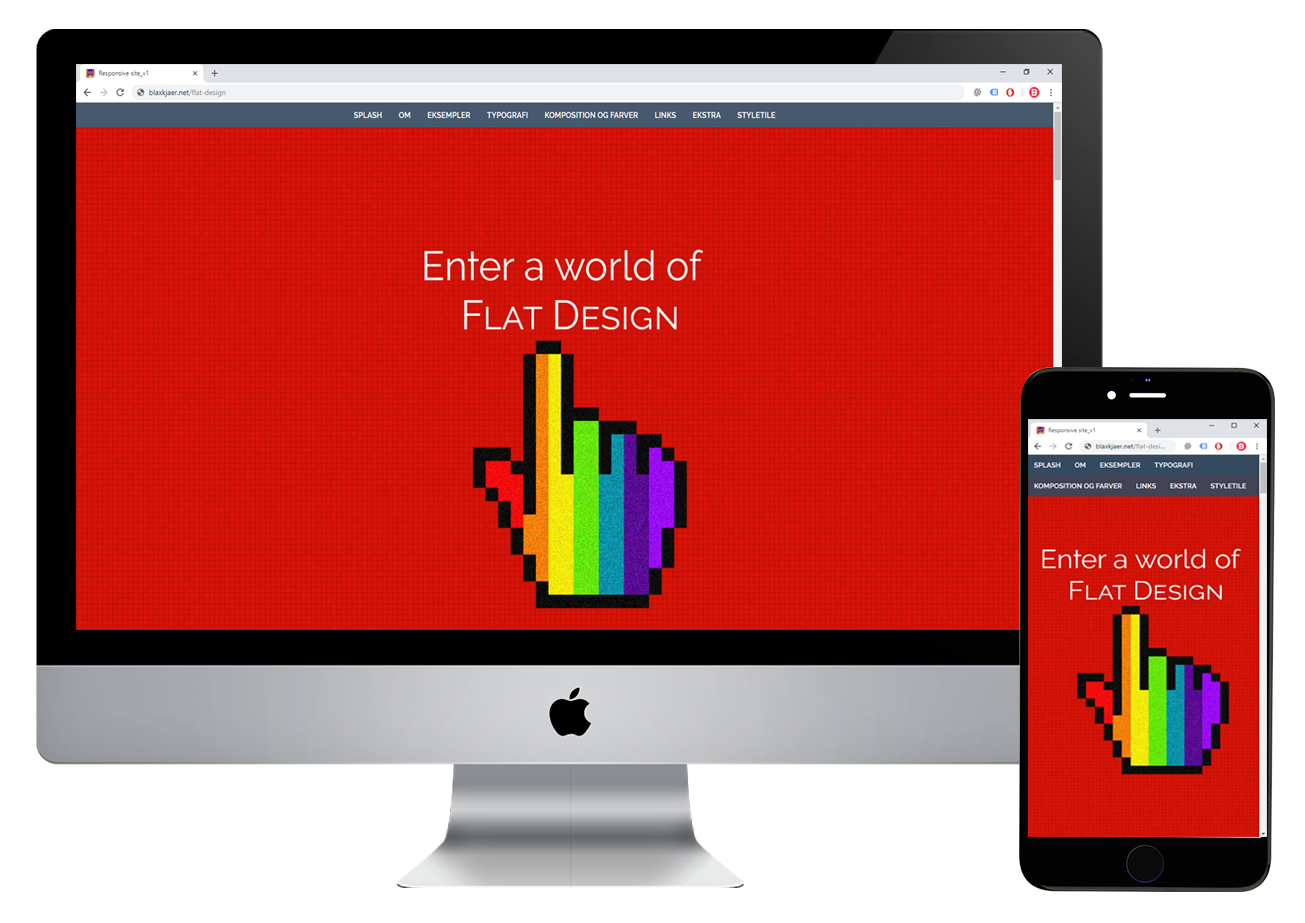 Responsive site_v1
blaxkjaer.net/flat-design
SPLASH OM EKSEMPLER TYPOGRAFI KOMPOSITION OG FARVER LINKS EKSTRA STYLETILE
Enter a world of
FLAT DESIGN
Responsive site_v1
blaxkjaer.net/flat-desi...
SPLASH OM EKSEMPLER TYPOGRAFI
KOMPOSITION OG FARVER LINKS EKSTRA STYLETILE
Enter a world of
FLAT DESIGN